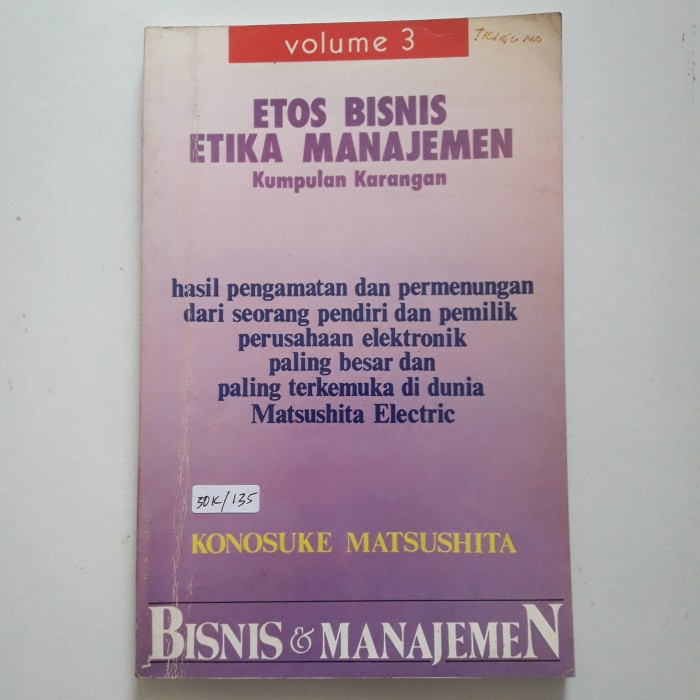 volume 3
ETOS BISNIS
ETIKA MANAJEMEN
Kumpulan Karangan
hasil pengamatan dan permenungan
dari seorang pendiri dan pemilik
perusahaan elektronik
paling besar dan
paling terkemuka di dunia
Matsushita Electric
30K/135
KONOSUKE MATSUSHITA
BISNIS & MANAJEMEN